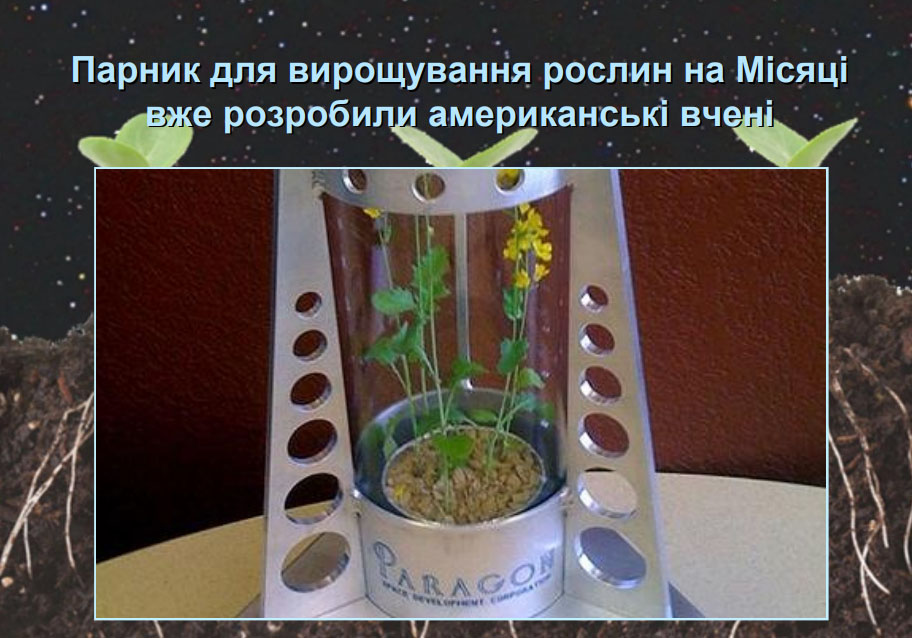 Парник для вирощування рослин на Місяці
вже розробили американські вчені
PARAGON
SPACE DEVELOPMENT CORPORATION